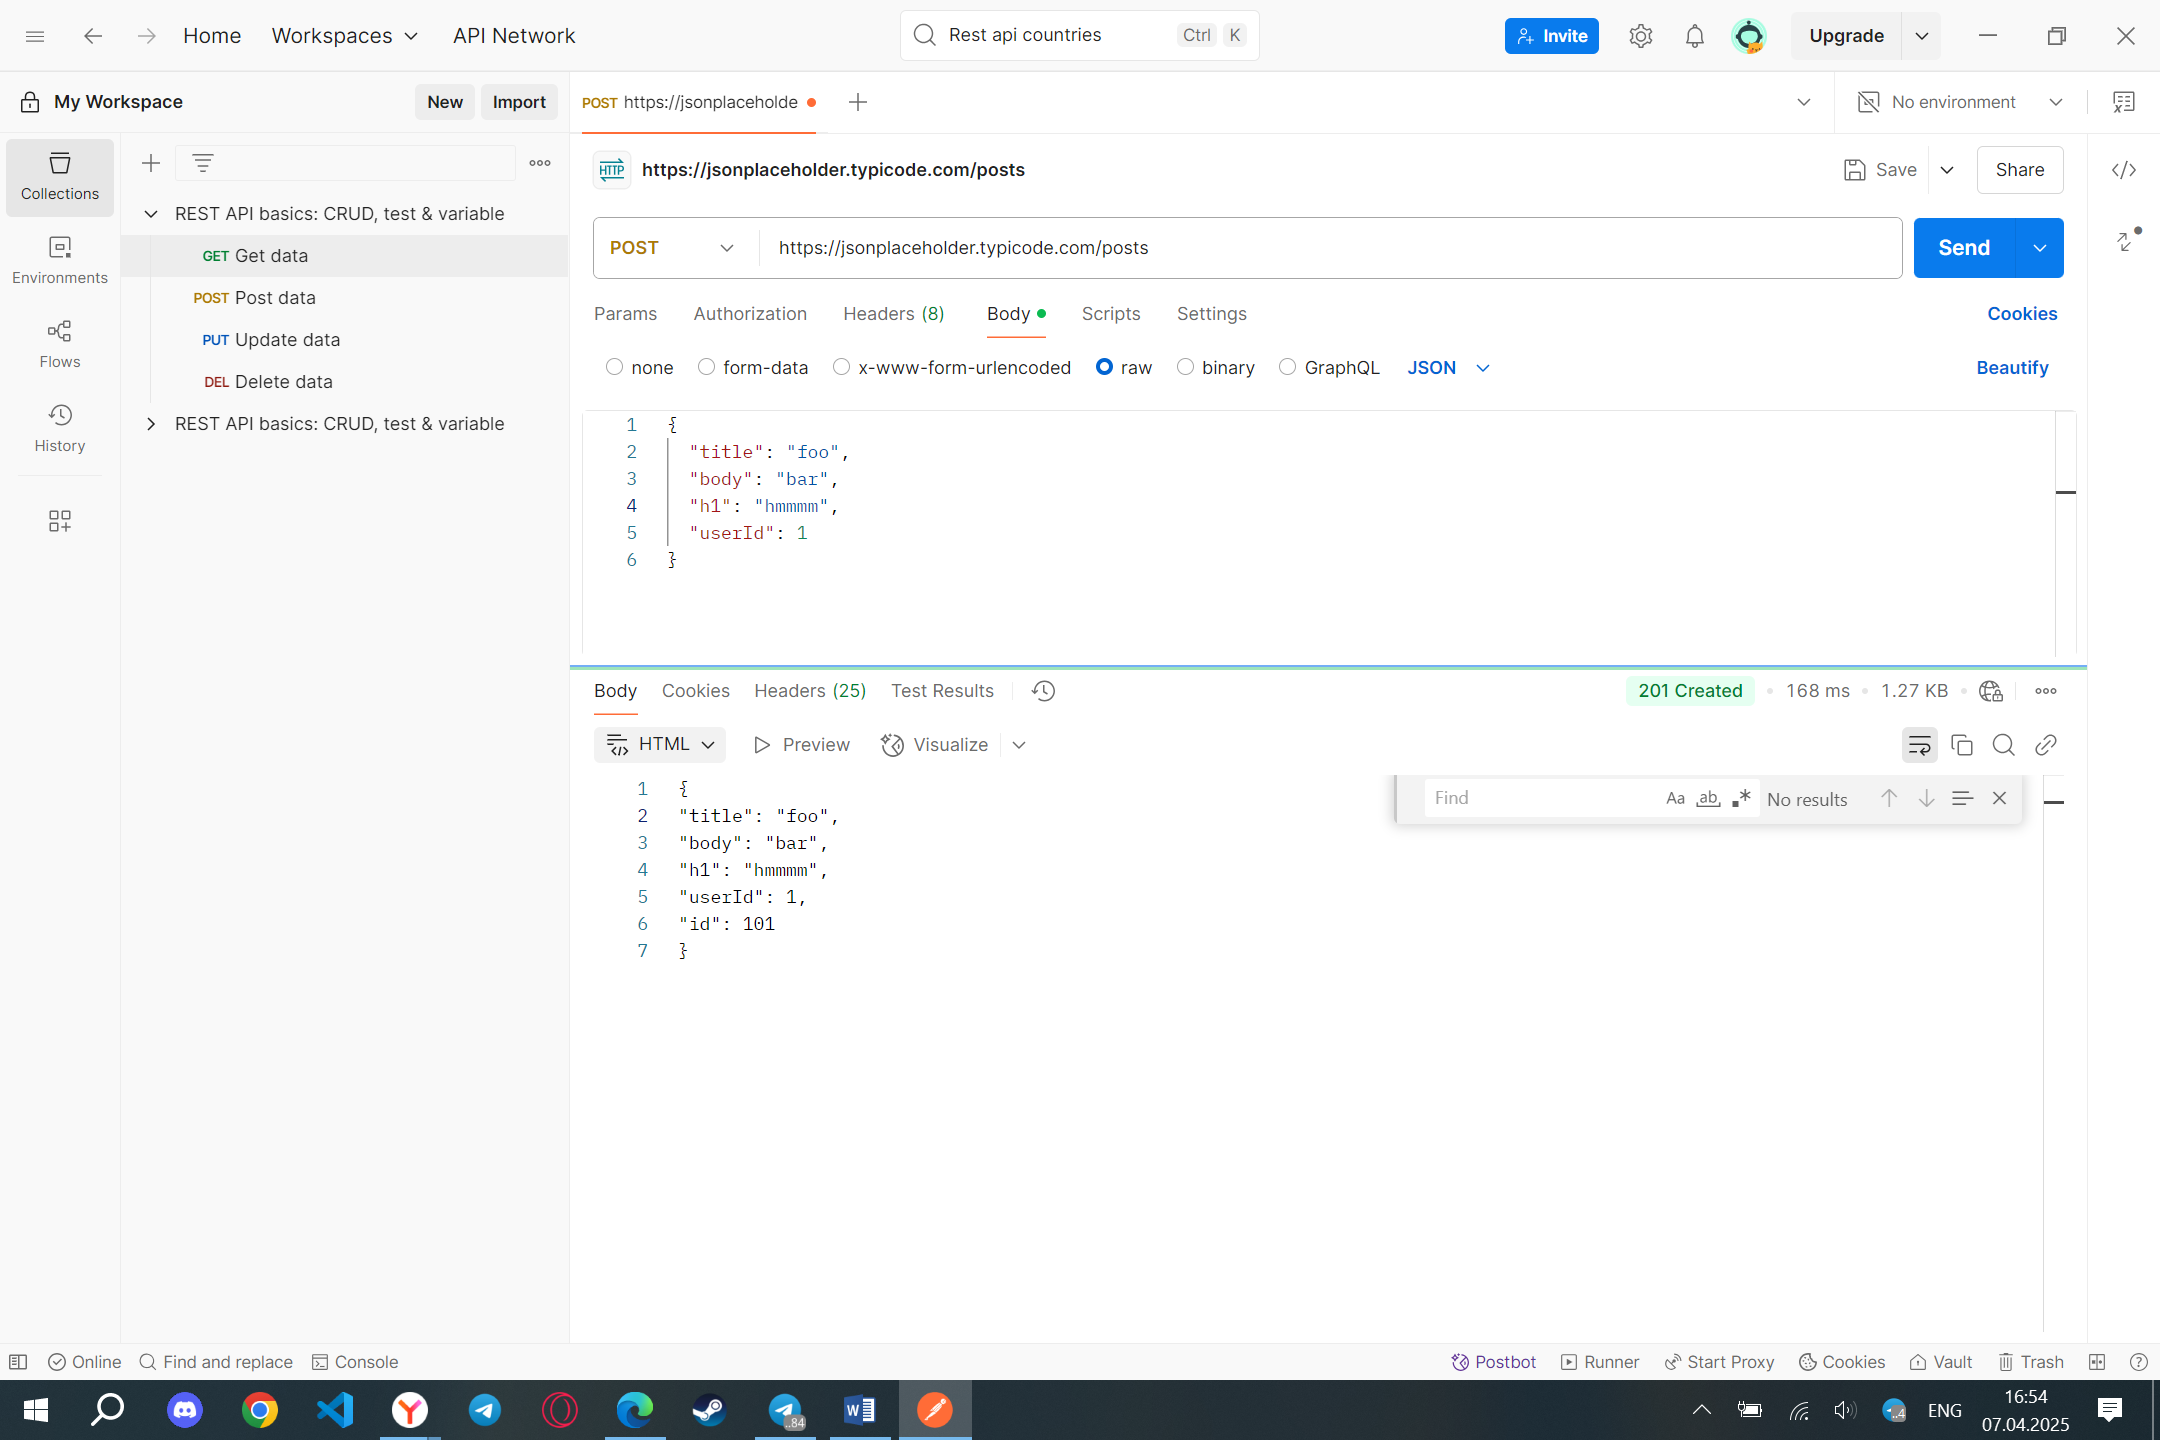 Home Workspaces API Network Rest api countries Ctrl K Invite Upgrade
My Workspace New Import POST https://jsonplaceholde No environment
Collections
Environments
Flows
History
REST API basics: CRUD, test & variable
GET Get data
POST Post data
PUT Update data
DEL Delete data
REST API basics: CRUD, test & variable
HTTP https://jsonplaceholder.typicode.com/posts Save Share
POST https://jsonplaceholder.typicode.com/posts Send
Params Authorization Headers (8) Body Scripts Settings Cookies
none form-data x-www-form-urlencoded raw binary GraphQL JSON Beautify
1 {
2 "title": "foo",
3 "body": "bar",
4 "h1": "hmmmm",
5 "userId": 1
6 }
Body Cookies Headers (25) Test Results 201 Created 168 ms 1.27 KB
HTML Preview Visualize
Find Aa ab No results
1 {
2 "title": "foo",
3 "body": "bar",
4 "h1": "hmmmm",
5 "userId": 1,
6 "id": 101
7 }
Online Find and replace Console Postbot Runner Start Proxy Cookies Vault Trash
..84 ..4 ENG 16:54
07.04.2025